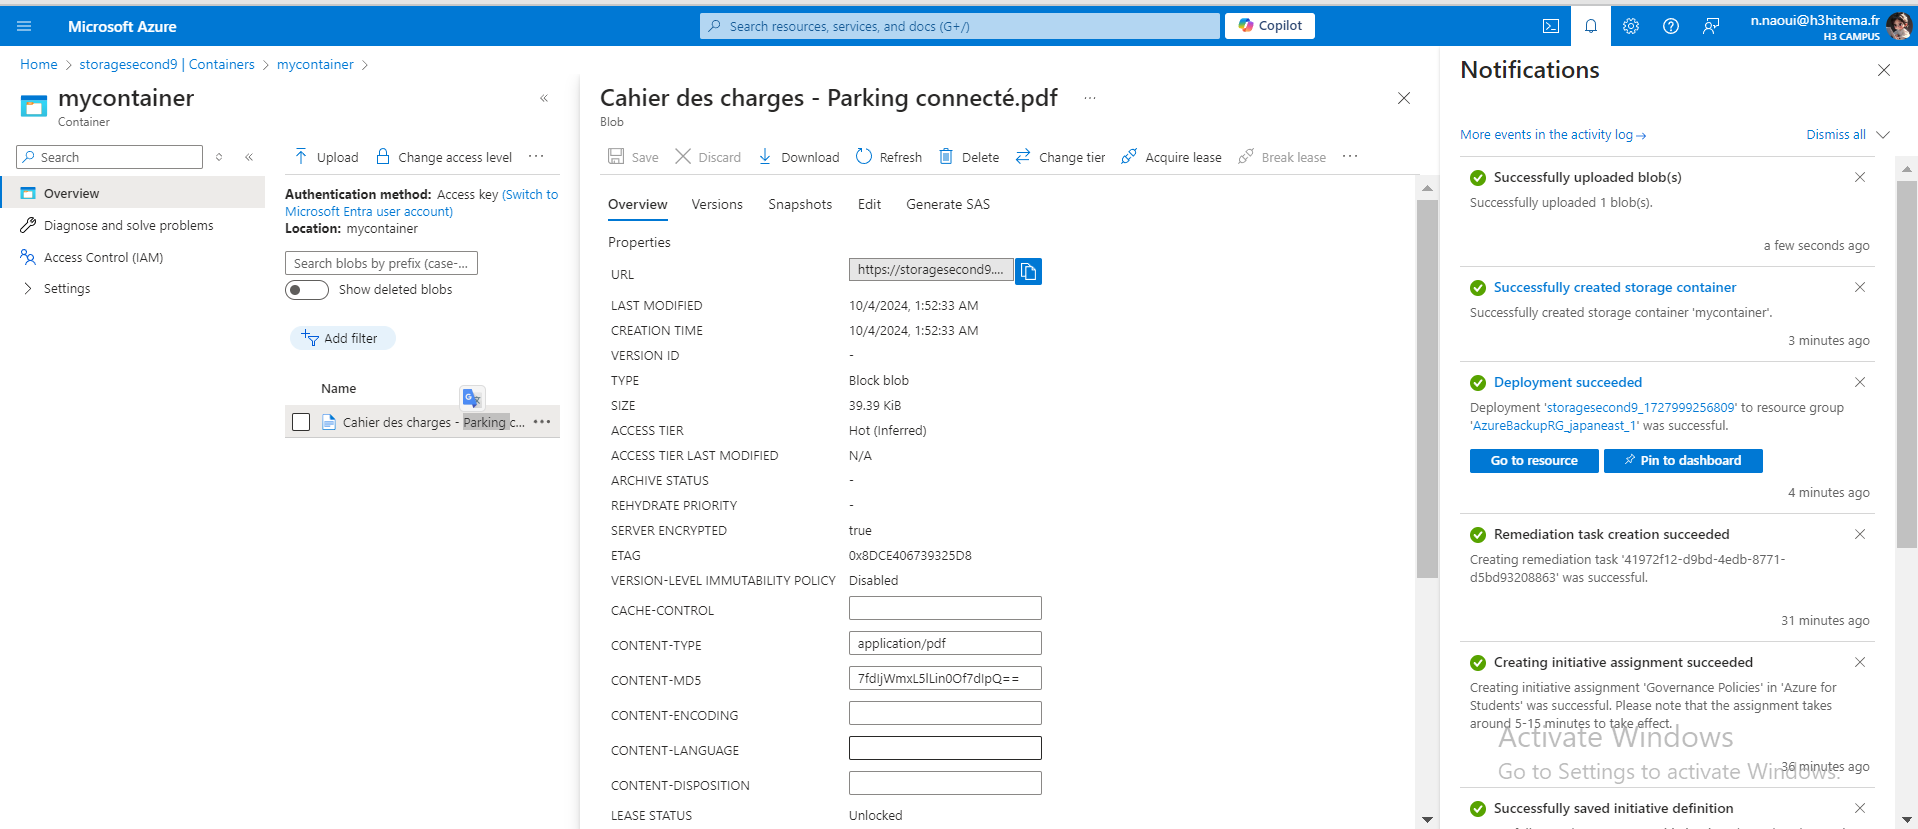 Microsoft Azure
Search resources, services, and docs (G+/)
Copilot
n.naoui@h3hitema.fr
H3 CAMPUS
Home > storagesecond9 | Containers > mycontainer >
mycontainer
Container
Search
Overview
Diagnose and solve problems
Access Control (IAM)
Settings
Upload
Change access level
Authentication method: Access key (Switch to
Microsoft Entra user account)
Location: mycontainer
Search blobs by prefix (case-...
Show deleted blobs
Add filter
Name
Cahier des charges - Parking c...
Cahier des charges - Parking connecté.pdf
Blob
Save
Discard
Download
Refresh
Delete
Change tier
Acquire lease
Break lease
Overview
Versions
Snapshots
Edit
Generate SAS
Properties
URL https://storagesecond9....
LAST MODIFIED 10/4/2024, 1:52:33 AM
CREATION TIME 10/4/2024, 1:52:33 AM
VERSION ID -
TYPE Block blob
SIZE 39.39 KiB
ACCESS TIER Hot (Inferred)
ACCESS TIER LAST MODIFIED N/A
ARCHIVE STATUS -
REHYDRATE PRIORITY -
SERVER ENCRYPTED true
ETAG 0x8DCE406739325D8
VERSION-LEVEL IMMUTABILITY POLICY Disabled
CACHE-CONTROL
CONTENT-TYPE application/pdf
CONTENT-MD5 7fdIjWmxL5lLin0Of7dIpQ==
CONTENT-ENCODING
CONTENT-LANGUAGE
CONTENT-DISPOSITION
LEASE STATUS Unlocked
Notifications
More events in the activity log→
Dismiss all
Successfully uploaded blob(s)
Successfully uploaded 1 blob(s).
a few seconds ago
Successfully created storage container
Successfully created storage container 'mycontainer'.
3 minutes ago
Deployment succeeded
Deployment 'storagesecond9_1727999256809' to resource group
'AzureBackupRG_japaneast_1' was successful.
Go to resource
Pin to dashboard
4 minutes ago
Remediation task creation succeeded
Creating remediation task '41972f12-d9bd-4edb-8771-
d5bd93208863' was successful.
31 minutes ago
Creating initiative assignment succeeded
Creating initiative assignment 'Governance Policies' in 'Azure for
Students' was successful. Please note that the assignment takes
around 5-15 minutes to take effect.
36 minutes ago
Activate Windows
Go to Settings to activate Windows.
Successfully saved initiative definition